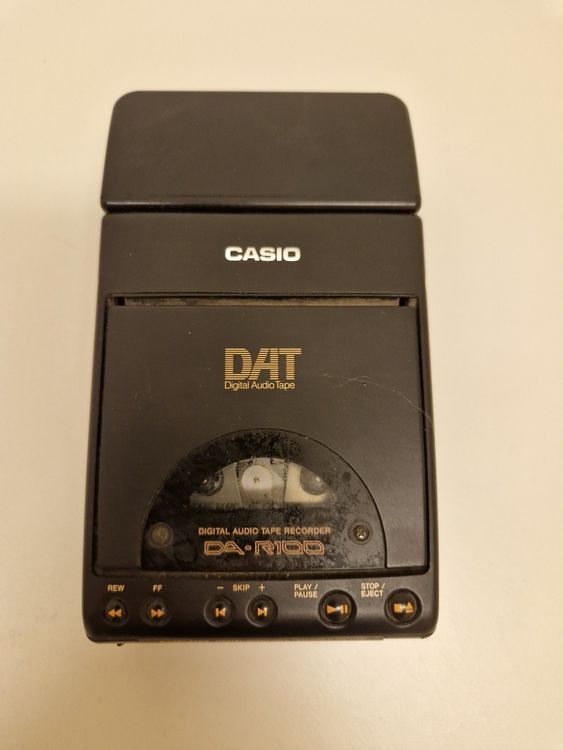 CASIO
DAT
Digital Audio Tape
DIGITAL AUDIO TAPE RECORDER
DA-R100
REW FF − SKIP + PLAY / PAUSE STOP / EJECT